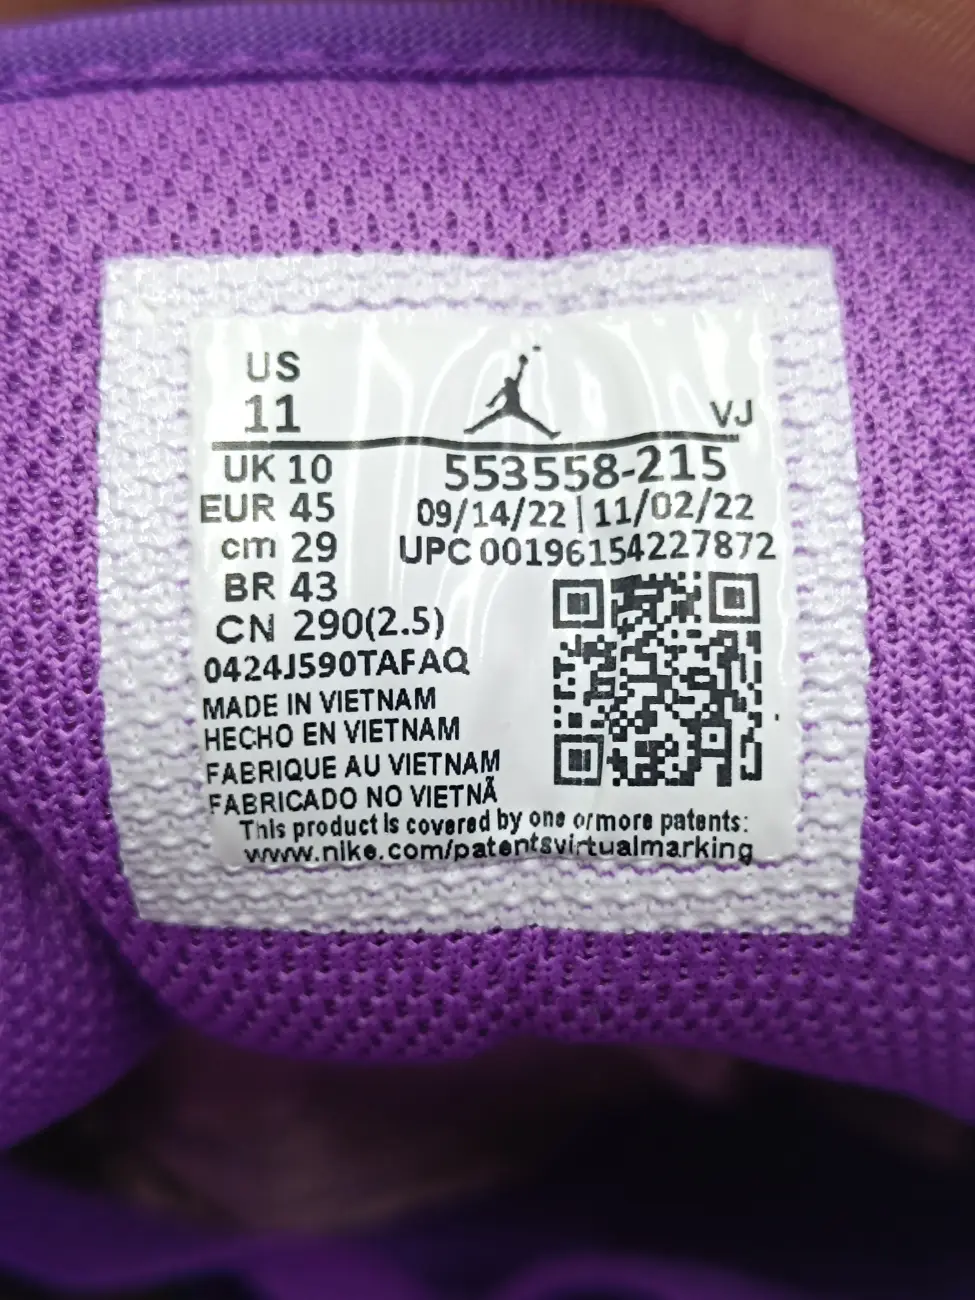 US
11
VJ
UK 10
553558-215
EUR 45
09/14/22 | 11/02/22
cm 29
UPC 00196154227872
BR 43
CN 290(2.5)
0424J590TAFAQ
MADE IN VIETNAM
HECHO EN VIETNAM
FABRIQUE AU VIETNAM
FABRICADO NO VIETNÃ
This product is covered by one or more patents:
www.nike.com/patentsvirtualmarking